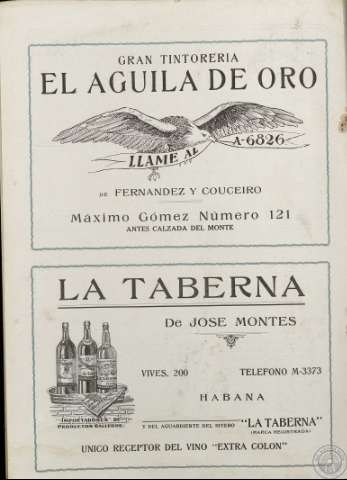 GRAN TINTORERIA
EL AGUILA DE ORO
LLAME AL A-6826
DE FERNANDEZ Y COUCEIRO
Máximo Gómez Número 121
ANTES CALZADA DEL MONTE
LA TABERNA
De JOSE MONTES
VIVES, 200 TELEFONO M-3373
HABANA
IMPORTADORES DE
PRODUCTOS GALLEGOS.
Y DEL AGUARDIENTE DEL RIVERO "LA TABERNA"
(MARCA REGISTRADA)
UNICO RECEPTOR DEL VINO "EXTRA COLON"